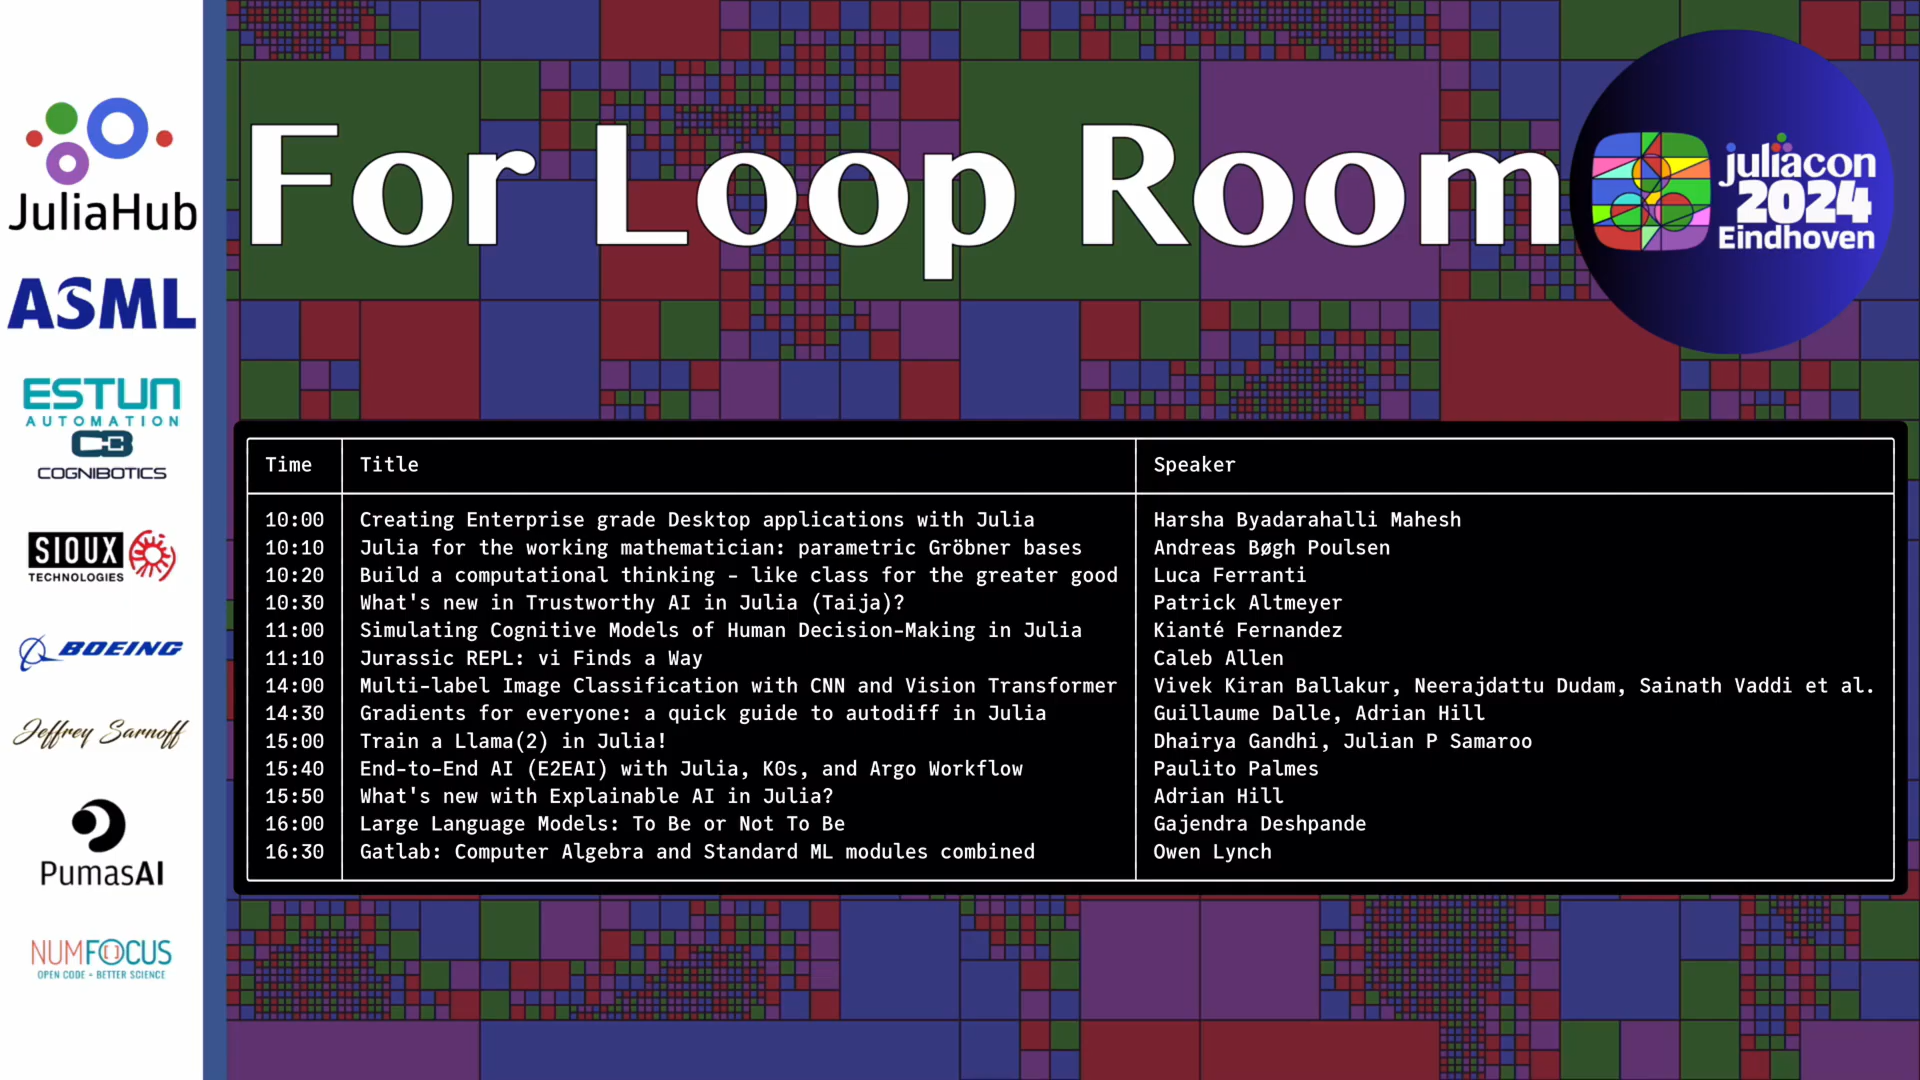 JuliaHub
ASML
ESTUN
AUTOMATION
COGNIBOTICS
SIOUX
TECHNOLOGIES
BOEING
Jeffrey Sarnoff
PumasAI
NUMFOCUS
OPEN CODE = BETTER SCIENCE
For Loop Room
juliacon
2024
Eindhoven
Time Title Speaker
10:00 Creating Enterprise grade Desktop applications with Julia Harsha Byadarahalli Mahesh
10:10 Julia for the working mathematician: parametric Gröbner bases Andreas Bøgh Poulsen
10:20 Build a computational thinking - like class for the greater good Luca Ferranti
10:30 What's new in Trustworthy AI in Julia (Taija)? Patrick Altmeyer
11:00 Simulating Cognitive Models of Human Decision-Making in Julia Kianté Fernandez
11:10 Jurassic REPL: vi Finds a Way Caleb Allen
14:00 Multi-label Image Classification with CNN and Vision Transformer Vivek Kiran Ballakur, Neerajdattu Dudam, Sainath Vaddi et al.
14:30 Gradients for everyone: a quick guide to autodiff in Julia Guillaume Dalle, Adrian Hill
15:00 Train a Llama(2) in Julia! Dhairya Gandhi, Julian P Samaroo
15:40 End-to-End AI (E2EAI) with Julia, K0s, and Argo Workflow Paulito Palmes
15:50 What's new with Explainable AI in Julia? Adrian Hill
16:00 Large Language Models: To Be or Not To Be Gajendra Deshpande
16:30 Gatlab: Computer Algebra and Standard ML modules combined Owen Lynch